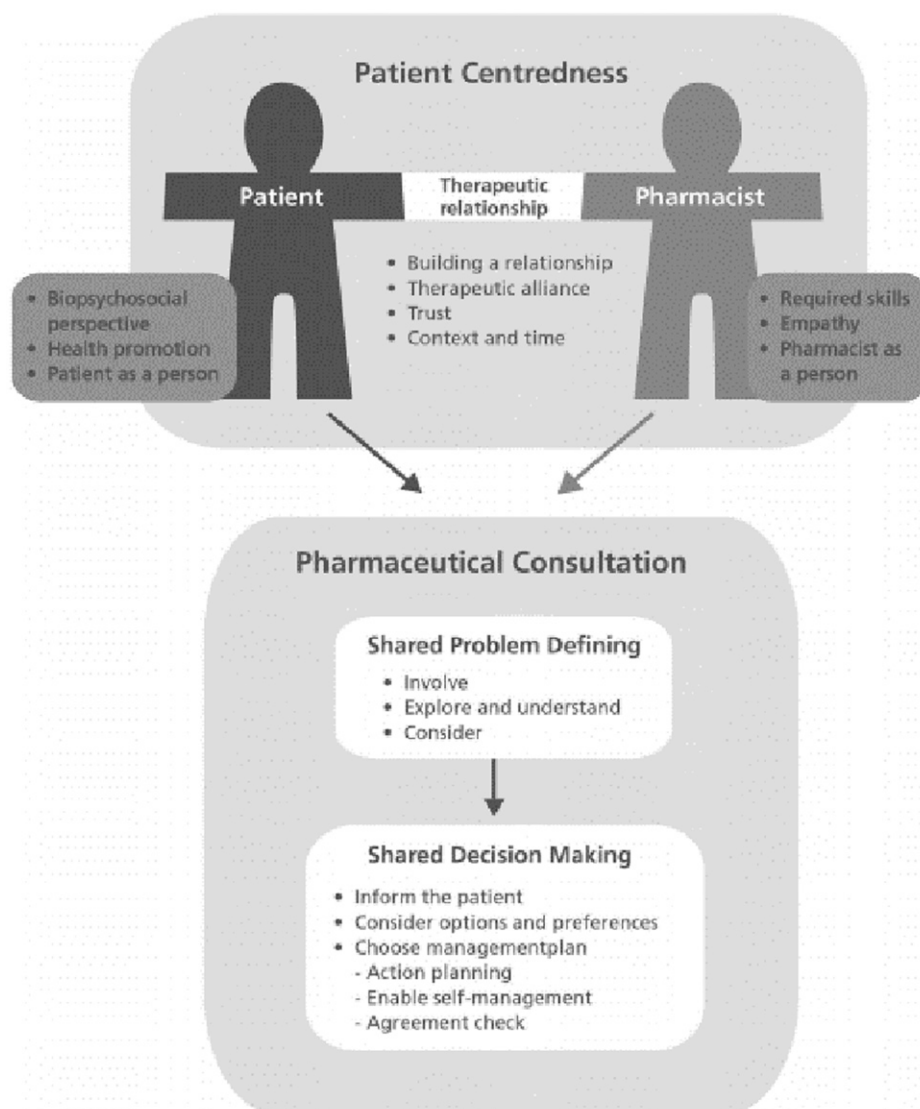 Patient Centredness
Patient
Therapeutic
relationship
Pharmacist
• Building a relationship
• Therapeutic alliance
• Trust
• Context and time
• Biopsychosocial
perspective
• Health promotion
• Patient as a person
• Required skills
• Empathy
• Pharmacist as
a person
Pharmaceutical Consultation
Shared Problem Defining
• Involve
• Explore and understand
• Consider
Shared Decision Making
• Inform the patient
• Consider options and preferences
• Choose managementplan
- Action planning
- Enable self-management
- Agreement check